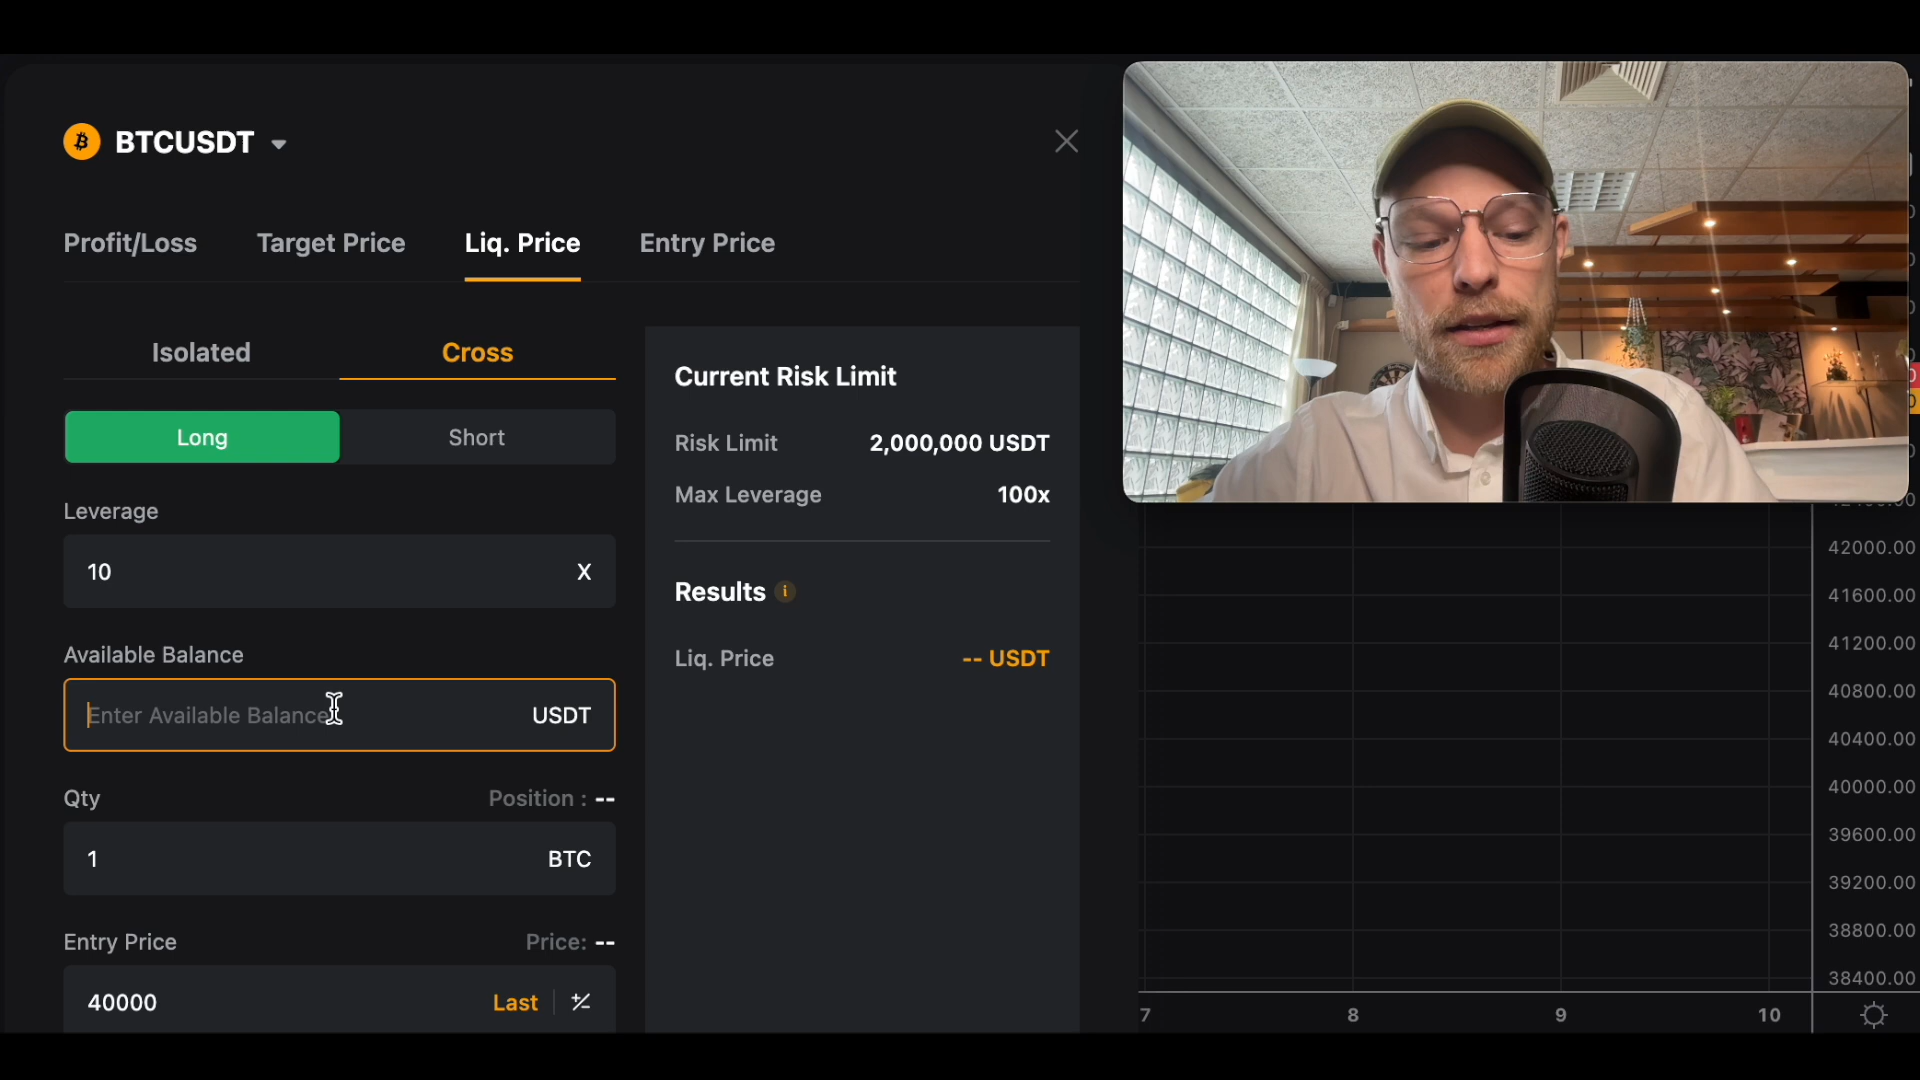 BTCUSDT
Profit/Loss Target Price Liq. Price Entry Price
Isolated Cross
Long Short
Leverage
10 X
Available Balance
Enter Available Balance USDT
Qty Position : --
1 BTC
Entry Price Price: --
40000 Last
Current Risk Limit
Risk Limit 2,000,000 USDT
Max Leverage 100x
Results
Liq. Price -- USDT
42000.00
41600.00
41200.00
40800.00
40400.00
40000.00
39600.00
39200.00
38800.00
38400.00
7 8 9 10